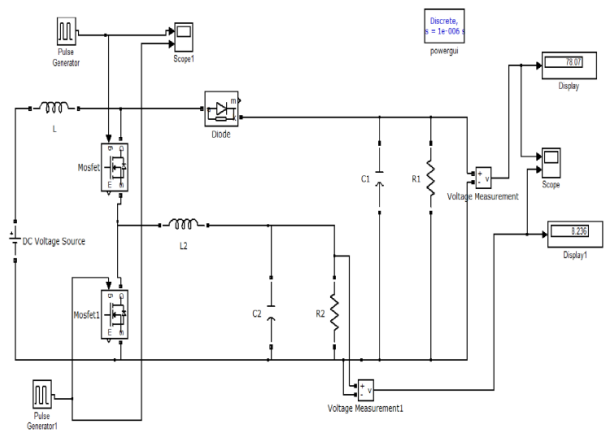 Pulse
Generator
Scope1
Discrete,
s = 1e-006 s
powergui
78.07
Display
L
m
k
Diode
Mosfet
C1
R1
+
-
v
Voltage Measurement
Scope
DC Voltage Source
L2
8.236
Display1
Mosfet1
C2
R2
+
-
v
Voltage Measurement1
Pulse
Generator1